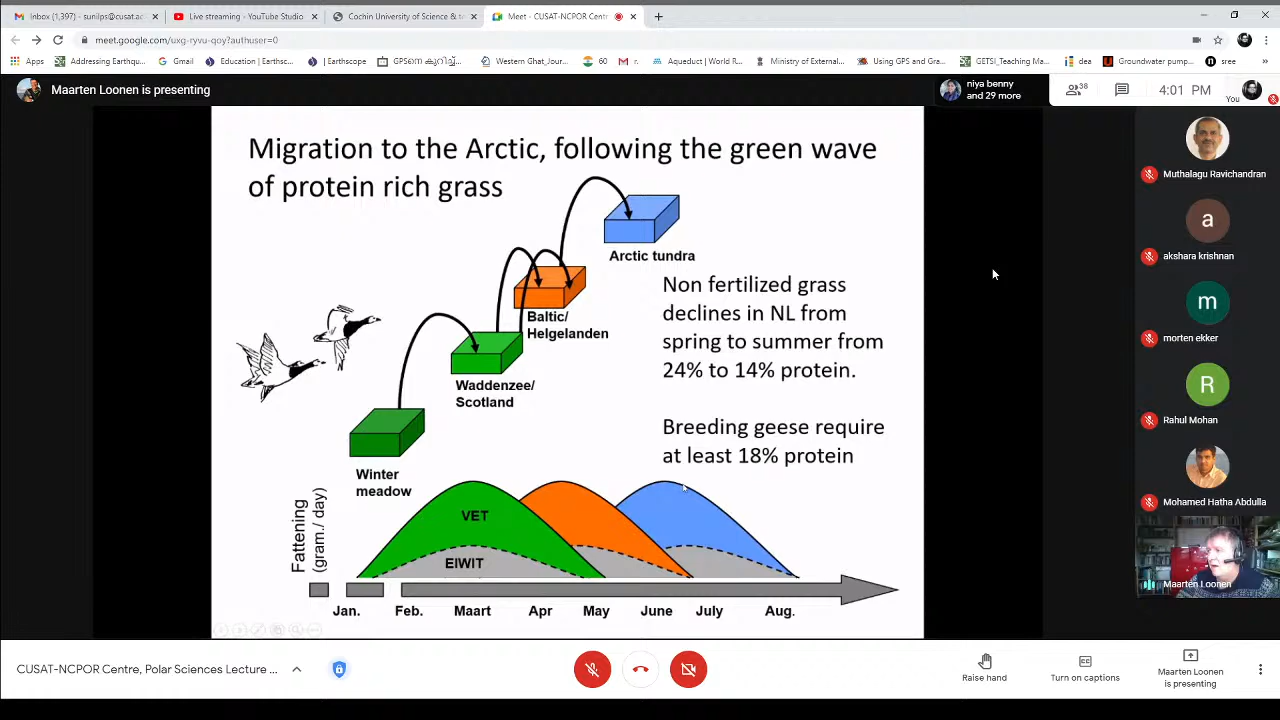 Inbox (1,397) - sunilps@cusat.ac
Live streaming - YouTube Studio
Cochin University of Science & t
Meet - CUSAT-NCPOR Centr
meet.google.com/uxg-ryvu-qoy?authuser=0
Apps
Addressing Earthqu...
Gmail
Education | Earthsc...
| Earthscope
Western Ghat_Jour...
60
r.
Aqueduct | World R...
Ministry of External...
Using GPS and Gra...
GETSI_Teaching Ma...
dea
Groundwater pump...
sree
Maarten Loonen is presenting
niya benny
and 29 more
38
4:01 PM
You
Migration to the Arctic, following the green wave
of protein rich grass
Arctic tundra
Baltic/
Helgelanden
Waddenzee/
Scotland
Winter
meadow
Non fertilized grass
declines in NL from
spring to summer from
24% to 14% protein.
Breeding geese require
at least 18% protein
Fattening
(gram./ day)
VET
EIWIT
Jan.
Feb.
Maart
Apr
May
June
July
Aug.
Muthalagu Ravichandran
a
akshara krishnan
m
morten ekker
R
Rahul Mohan
Mohamed Hatha Abdulla
Maarten Loonen
CUSAT-NCPOR Centre, Polar Sciences Lecture ...
Raise hand
Turn on captions
Maarten Loonen
is presenting